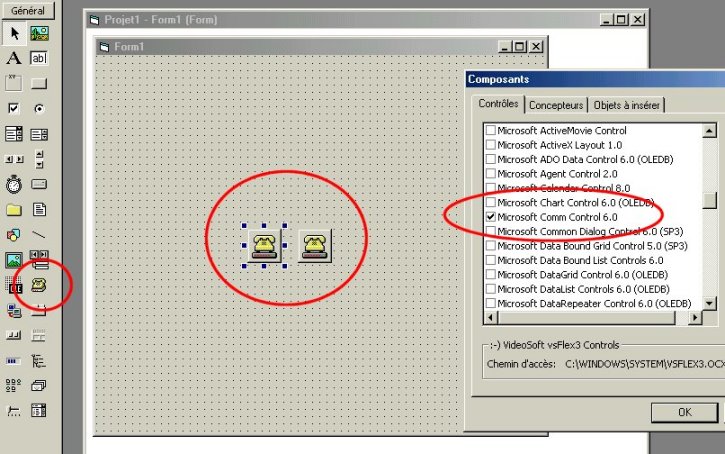 Général
Projet1 - Form1 (Form)
A
ab|
Form1
Composants
Contrôles
Concepteurs
Objets à insérer
Microsoft ActiveMovie Control
Microsoft ActiveX Layout 1.0
Microsoft ADO Data Control 6.0 (OLEDB)
Microsoft Agent Control 2.0
Microsoft Calendar Control 8.0
Microsoft Chart Control 6.0 (OLEDB)
Microsoft Comm Control 6.0
Microsoft Common Dialog Control 6.0 (SP3)
Microsoft Data Bound Grid Control 5.0 (SP3)
Microsoft Data Bound List Controls 6.0
Microsoft DataGrid Control 6.0 (OLEDB)
Microsoft DataList Controls 6.0 (OLEDB)
Microsoft DataRepeater Control 6.0 (OLEDB)
:-) VideoSoft vsFlex3 Controls
Chemin d'accès: C:\WINDOWS\SYSTEM\VSFLEX3.OCX
OK